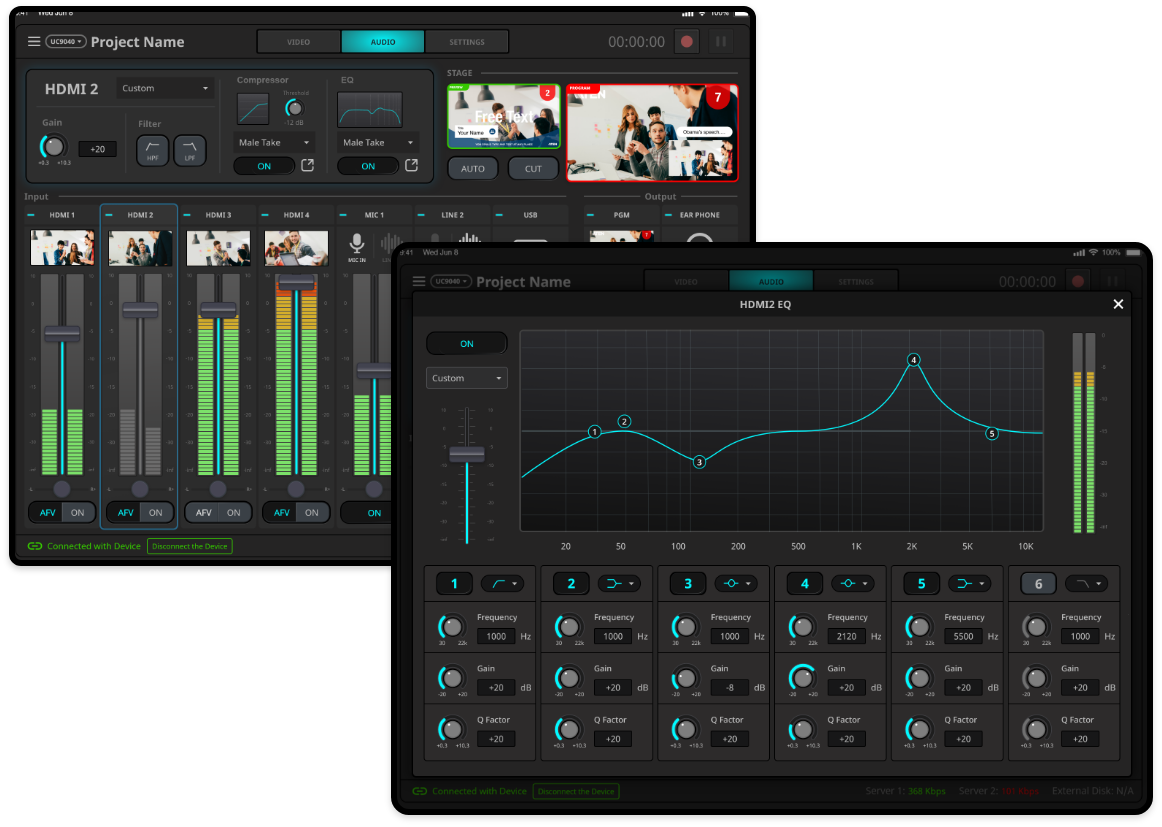 Wed Jun 8
100%
UC9040
Project Name
VIDEO
AUDIO
SETTINGS
00:00:00
HDMI 2
Custom
Gain
+20
+0.3
+10.3
Filter
HPF
LPF
Compressor
Threshold
-12 dB
Male Take
ON
EQ
Male Take
ON
STAGE
2
Free Text
Your Name
AUTO
CUT
PROGRAM
7
Obama's speech...
Input
Output
HDMI 1
HDMI 2
HDMI 3
HDMI 4
MIC 1
LINE 2
USB
PGM
EAR PHONE
MIC IN
AFV
ON
AFV
ON
AFV
ON
AFV
ON
ON
Connected with Device
Disconnect the Device
9:41
Wed Jun 8
100%
UC9040
Project Name
VIDEO
AUDIO
SETTINGS
00:00:00
HDMI2 EQ
ON
Custom
1
2
3
4
5
20
50
100
200
500
1K
2K
5K
10K
1
2
3
4
5
6
Frequency
1000 Hz
30
22k
Frequency
1000 Hz
30
22k
Frequency
1000 Hz
30
22k
Frequency
2120 Hz
30
22k
Frequency
5500 Hz
30
22k
Frequency
1000 Hz
30
22k
Gain
+20 dB
-20
+20
Gain
+20 dB
-20
+20
Gain
-8 dB
-20
+20
Gain
+20 dB
-20
+20
Gain
+20 dB
-20
+20
Gain
+20 dB
-20
+20
Q Factor
+20
+0.3
+10.3
Q Factor
+20
+0.3
+10.3
Q Factor
+20
+0.3
+10.3
Q Factor
+20
+0.3
+10.3
Q Factor
+20
+0.3
+10.3
Q Factor
+20
+0.3
+10.3
Connected with Device
Disconnect the Device
Server 1: 368 Kbps
Server 2:
Kbps
External Disk: N/A